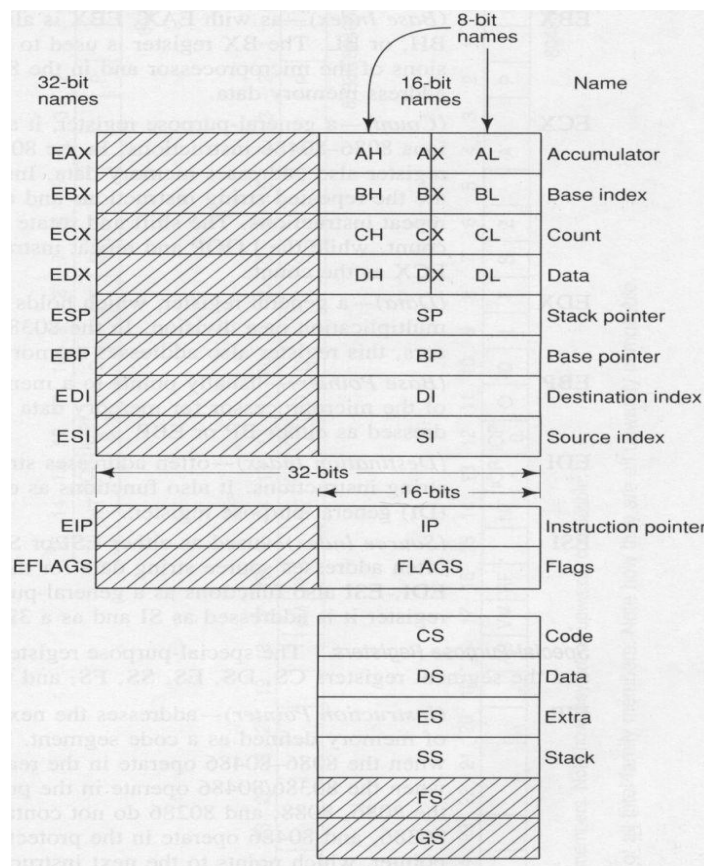 8-bit
names
32-bit
names
16-bit
names
Name
EAX AH AX AL Accumulator
EBX BH BX BL Base index
ECX CH CX CL Count
EDX DH DX DL Data
ESP SP Stack pointer
EBP BP Base pointer
EDI DI Destination index
ESI SI Source index
32-bits
16-bits
EIP IP Instruction pointer
EFLAGS FLAGS Flags
CS Code
DS Data
ES Extra
SS Stack
FS
GS